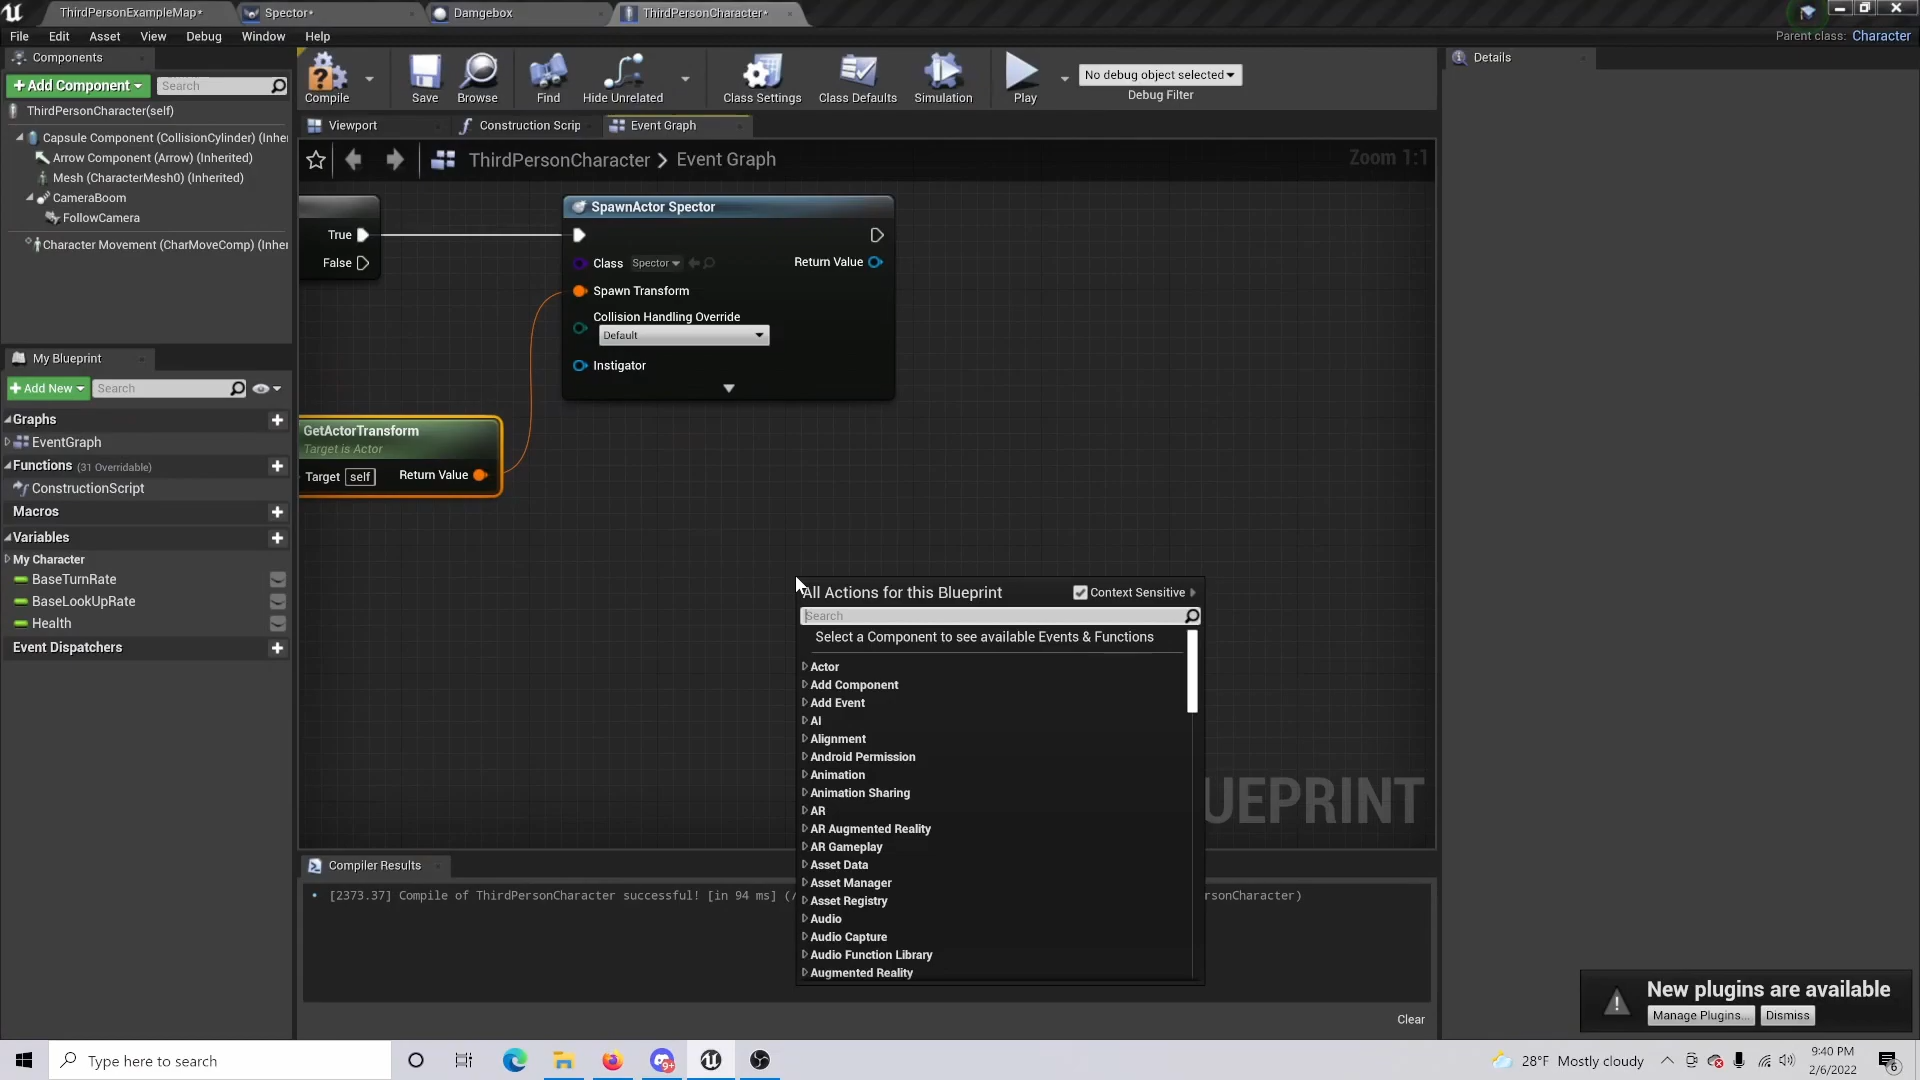 ThirdPersonExampleMap*
Spector*
Damgebox
ThirdPersonCharacter*
File Edit Asset View Debug Window Help
Parent class: Character
Components
+Add Component
Search
ThirdPersonCharacter(self)
Capsule Component (CollisionCylinder) (Inhe
Arrow Component (Arrow) (Inherited)
Mesh (CharacterMesh0) (Inherited)
CameraBoom
FollowCamera
Character Movement (CharMoveComp) (Inhe
Compile
Save
Browse
Find
Hide Unrelated
Class Settings
Class Defaults
Simulation
Play
No debug object selected
Debug Filter
Details
Viewport
Construction Scrip
Event Graph
ThirdPersonCharacter > Event Graph
Zoom 1:1
True
False
SpawnActor Spector
Class Spector
Return Value
Spawn Transform
Collision Handling Override
Default
Instigator
GetActorTransform
Target is Actor
Target self
Return Value
My Blueprint
+Add New
Search
Graphs
EventGraph
Functions (31 Overridable)
ConstructionScript
Macros
Variables
My Character
BaseTurnRate
BaseLookUpRate
Health
Event Dispatchers
All Actions for this Blueprint
Context Sensitive
Search
Select a Component to see available Events & Functions
Actor
Add Component
Add Event
AI
Alignment
Android Permission
Animation
Animation Sharing
AR
AR Augmented Reality
AR Gameplay
Asset Data
Asset Manager
Asset Registry
Audio
Audio Capture
Audio Function Library
Augmented Reality
UEPRINT
Compiler Results
[2373.37] Compile of ThirdPersonCharacter successful! [in 94 ms] (/
rsonCharacter)
Clear
New plugins are available
Manage Plugins...
Dismiss
Type here to search
9+
28°F Mostly cloudy
9:40 PM
2/6/2022
6